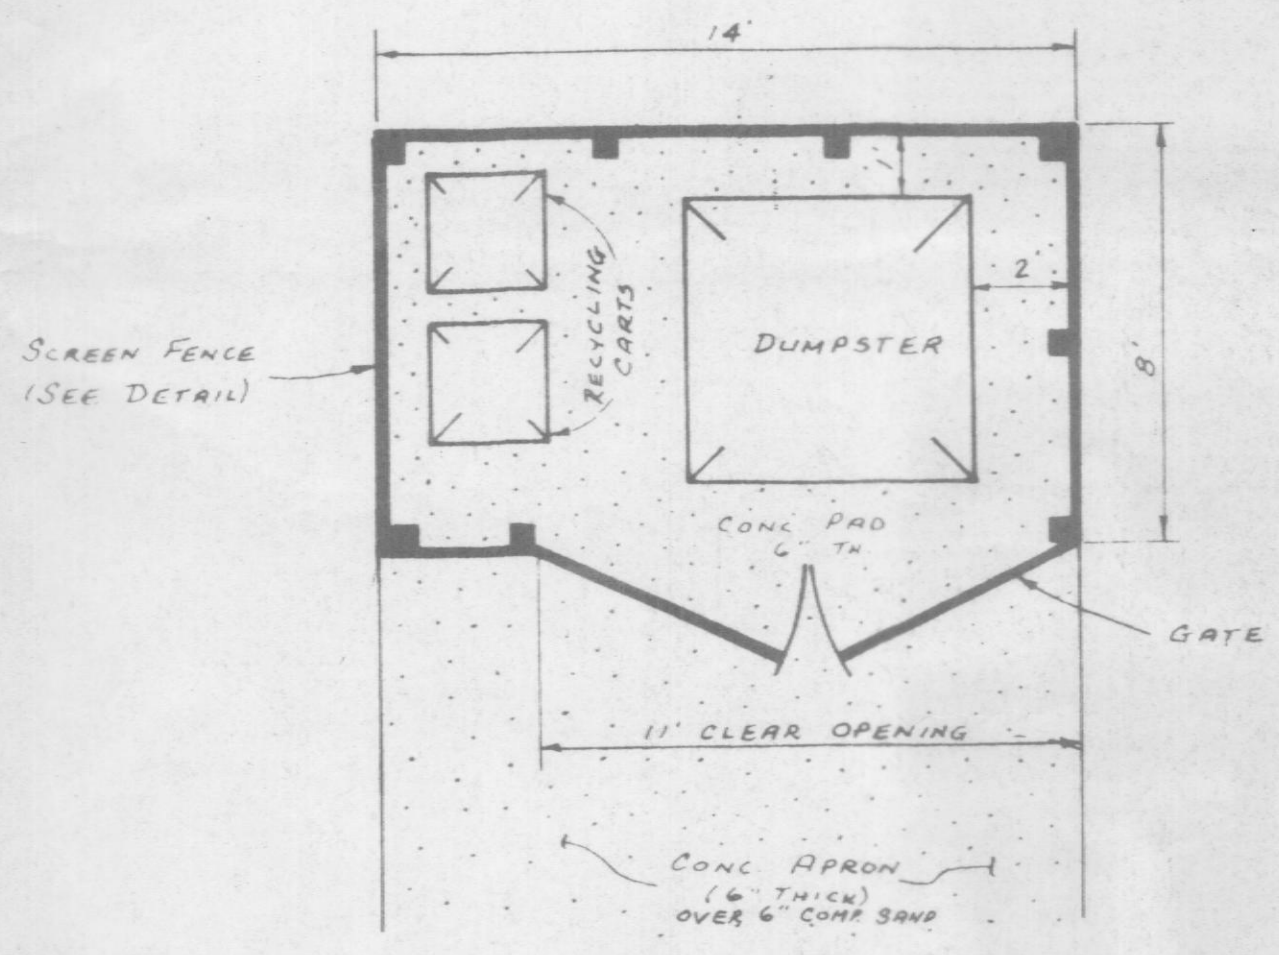 14'
1'
2
RECYCLING
CARTS
SCREEN FENCE
(SEE DETAIL)
DUMPSTER
8'
CONC PAD
6" TH
GATE
11' CLEAR OPENING
CONC APRON
(6" THICK)
OVER 6" COMP. SAND